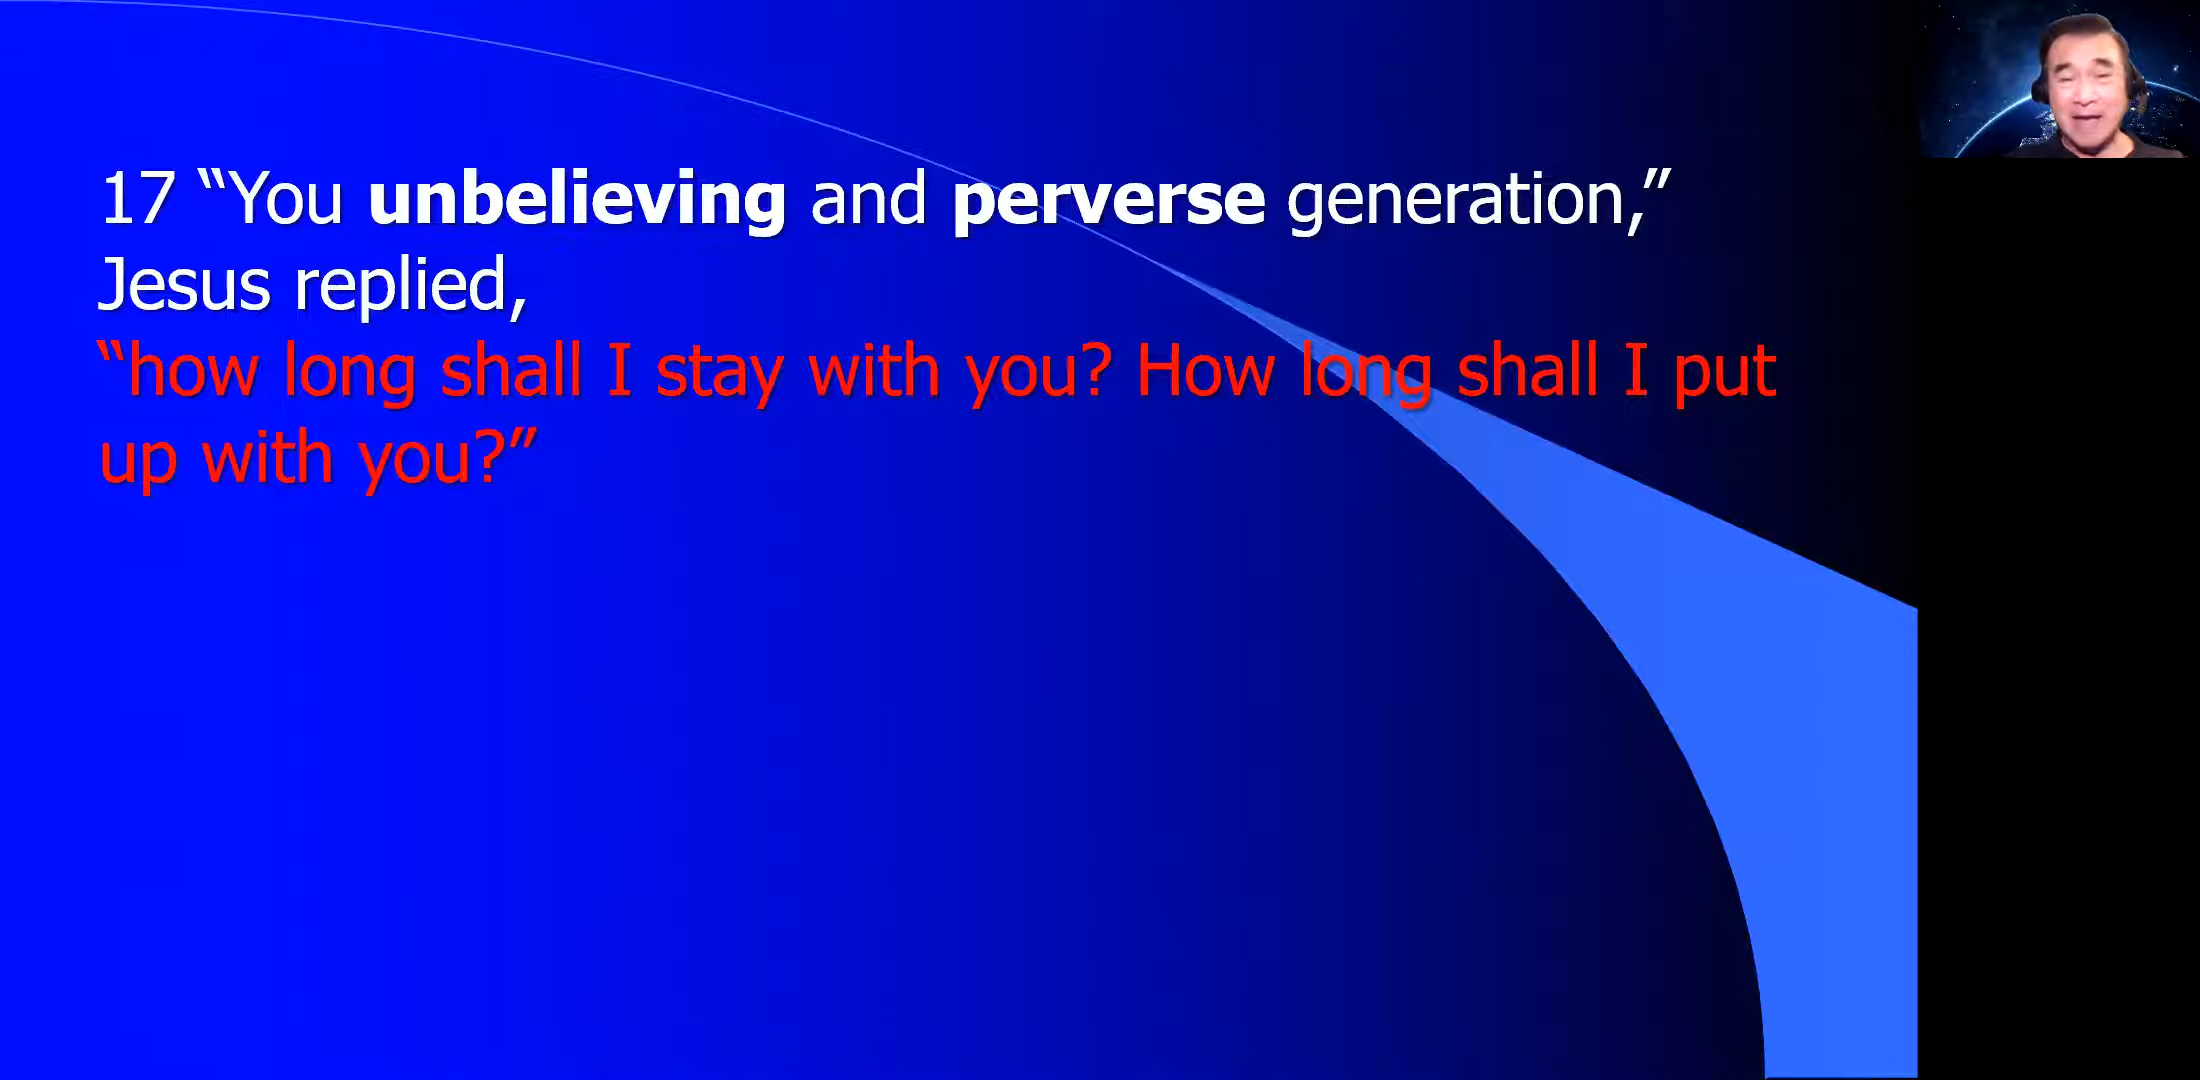 17 “You unbelieving and perverse generation,”
Jesus replied,
“how long shall I stay with you? How long shall I put
up with you?”